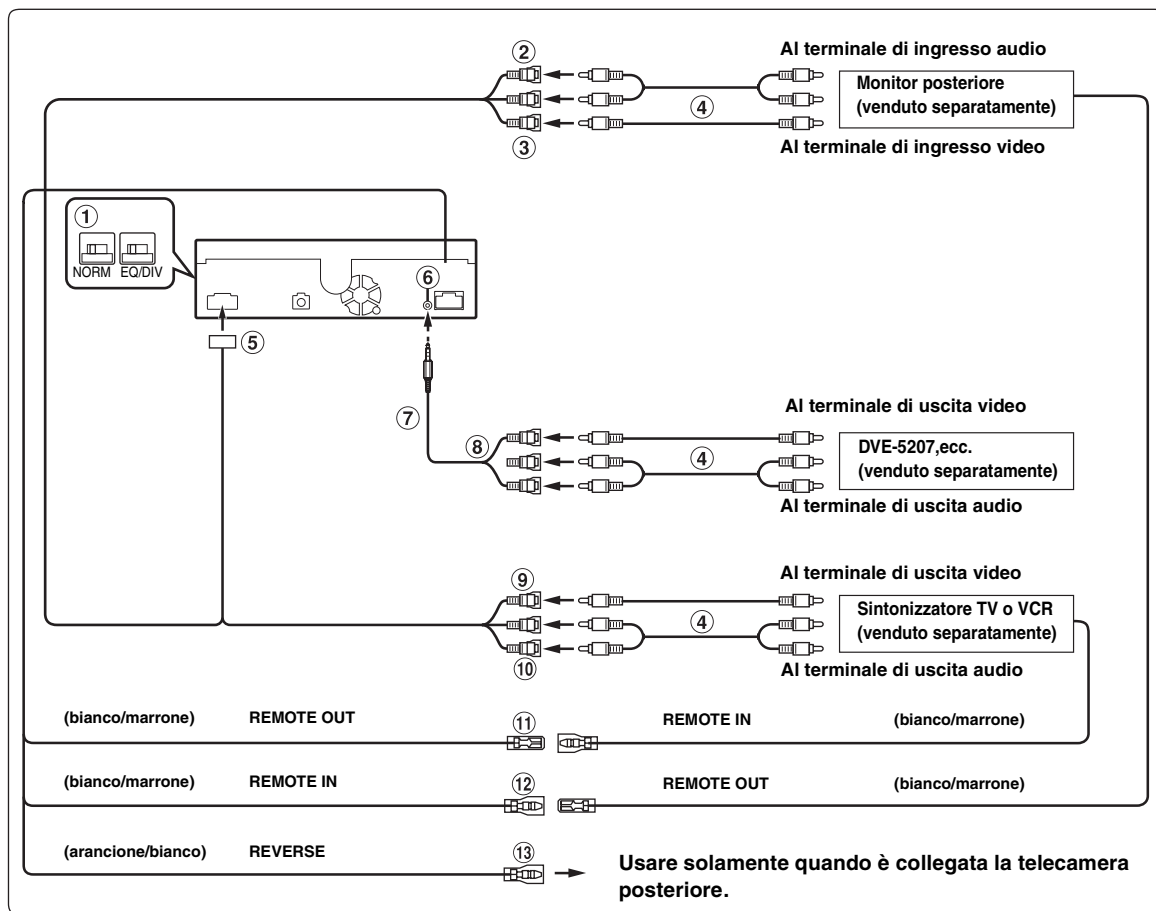 ②
Al terminale di ingresso audio
Monitor posteriore
(venduto separatamente)
④
③
Al terminale di ingresso video
①
NORM EQ/DIV
⑥
⑤
⑦
⑧
Al terminale di uscita video
DVE-5207,ecc.
(venduto separatamente)
④
Al terminale di uscita audio
⑨
Al terminale di uscita video
Sintonizzatore TV o VCR
(venduto separatamente)
④
⑩
Al terminale di uscita audio
(bianco/marrone) REMOTE OUT ⑪ REMOTE IN (bianco/marrone)
(bianco/marrone) REMOTE IN ⑫ REMOTE OUT (bianco/marrone)
(arancione/bianco) REVERSE ⑬
Usare solamente quando è collegata la telecamera
posteriore.